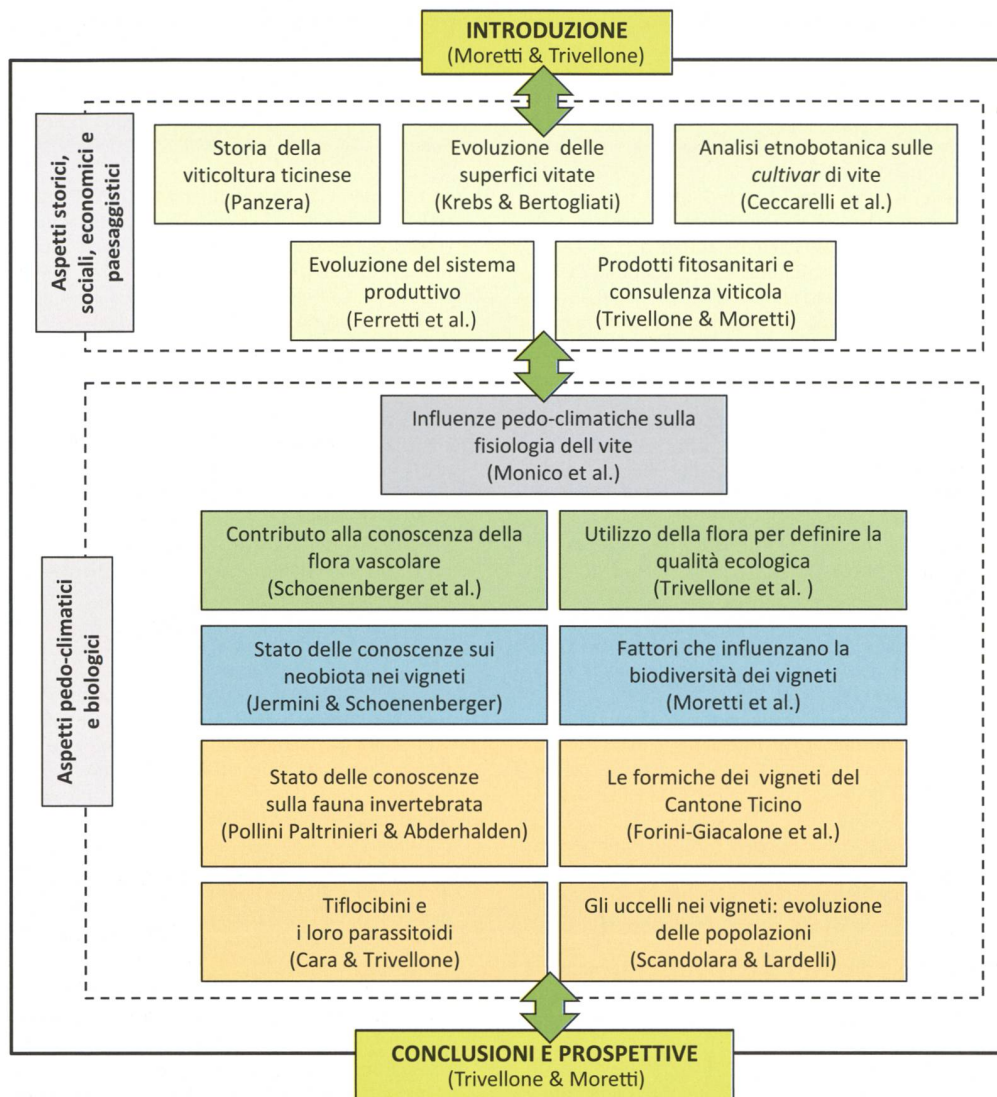 INTRODUZIONE
(Moretti & Trivellone)
Aspetti storici,
sociali, economici e
paesaggistici
Storia della
viticoltura ticinese
(Panzera)
Evoluzione delle
superfici vitate
(Krebs & Bertogliati)
Analisi etnobotanica sulle
cultivar di vite
(Ceccarelli et al.)
Evoluzione del sistema
produttivo
(Ferretti et al.)
Prodotti fitosanitari e
consulenza viticola
(Trivellone & Moretti)
Aspetti pedo-climatici
e biologici
Influenze pedo-climatiche sulla
fisiologia dell vite
(Monico et al.)
Contributo alla conoscenza della
flora vascolare
(Schoenenberger et al.)
Utilizzo della flora per definire la
qualità ecologica
(Trivellone et al. )
Stato delle conoscenze sui
neobiota nei vigneti
(Jermini & Schoenenberger)
Fattori che influenzano la
biodiversità dei vigneti
(Moretti et al.)
Stato delle conoscenze
sulla fauna invertebrata
(Pollini Paltrinieri & Abderhalden)
Le formiche dei vigneti del
Cantone Ticino
(Forini-Giacalone et al.)
Tiflocibini e
i loro parassitoidi
(Cara & Trivellone)
Gli uccelli nei vigneti: evoluzione
delle popolazioni
(Scandolara & Lardelli)
CONCLUSIONI E PROSPETTIVE
(Trivellone & Moretti)